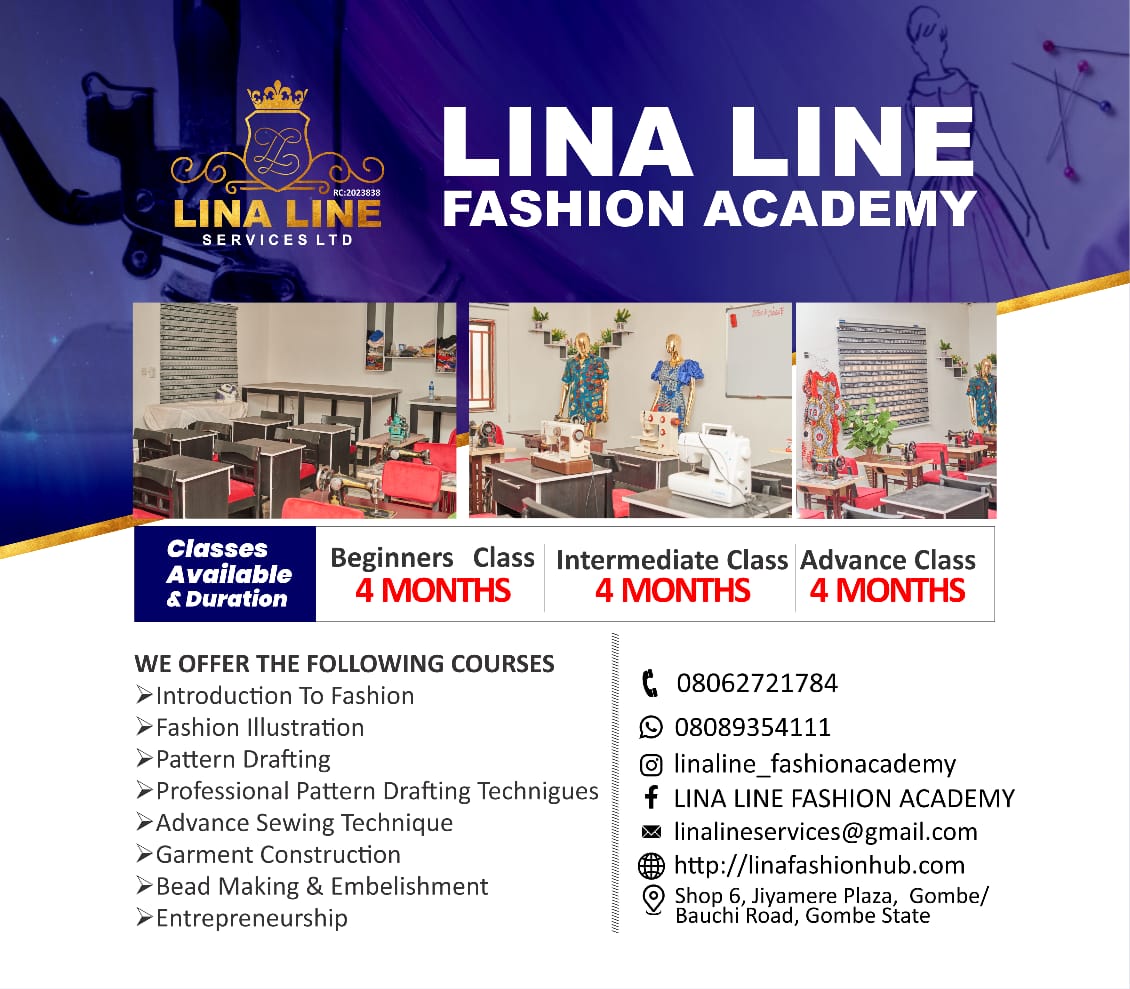 RC:2023838
LINA LINE
SERVICES LTD
LINA LINE
FASHION ACADEMY
Classes
Available
& Duration
Beginners Class
4 MONTHS
Intermediate Class
4 MONTHS
Advance Class
4 MONTHS
WE OFFER THE FOLLOWING COURSES
➢Introduction To Fashion
➢Fashion Illustration
➢Pattern Drafting
➢Professional Pattern Drafting Technigues
➢Advance Sewing Technique
➢Garment Construction
➢Bead Making & Embelishment
➢Entrepreneurship
08062721784
08089354111
linaline_fashionacademy
LINA LINE FASHION ACADEMY
linalineservices@gmail.com
http://linafashionhub.com
Shop 6, Jiyamere Plaza, Gombe/
Bauchi Road, Gombe State